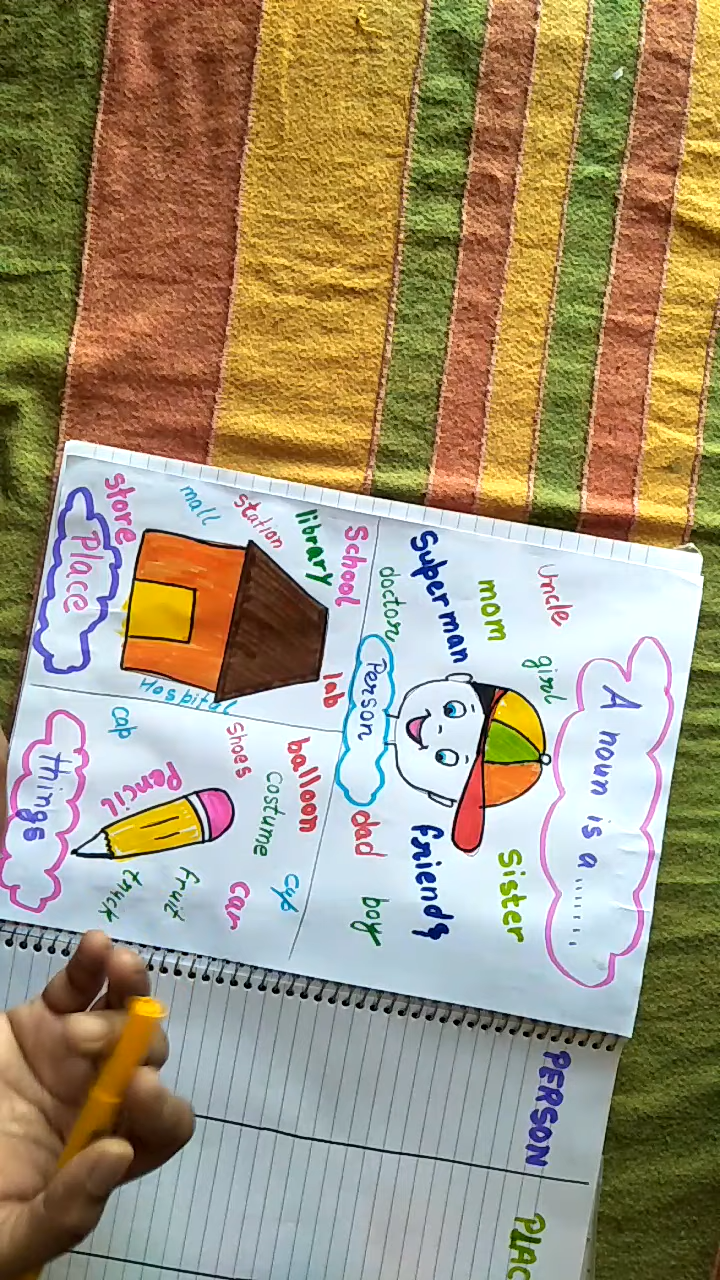 A noun is a .......
Uncle
girl
mom
Superman
doctor
Person
Sister
friends
dad
boy
School
library
station
mall
store
Place
lab
Hospital
balloon
costume
Shoes
cup
car
cap
Pencil
fruit
truck
things
PERSON
PLAC